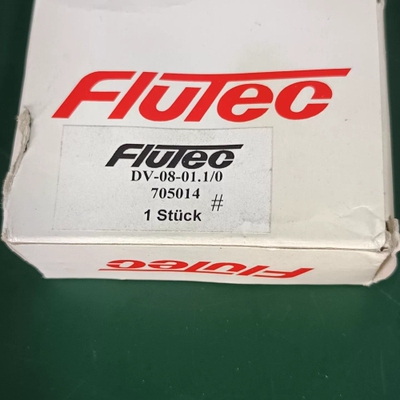 FLUTEC
FLUTEC
DV-08-01.1/0
705014 #
1 Stück
FLUTEC